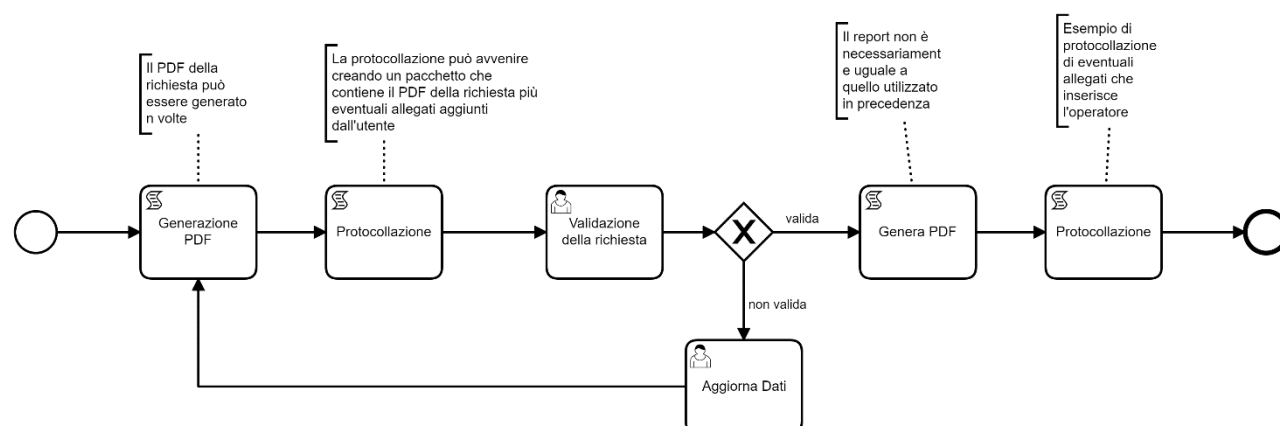 Il PDF della
richiesta può
essere generato
n volte
La protocollazione può avvenire
creando un pacchetto che
contiene il PDF della richiesta più
eventuali allegati aggiunti
dall'utente
Il report non è
necessariament
e uguale a
quello utilizzato
in precedenza
Esempio di
protocollazione
di eventuali
allegati che
inserisce
l'operatore
Generazione
PDF
Protocollazione
Validazione
della richiesta
valida
Genera PDF
Protocollazione
non valida
Aggiorna Dati